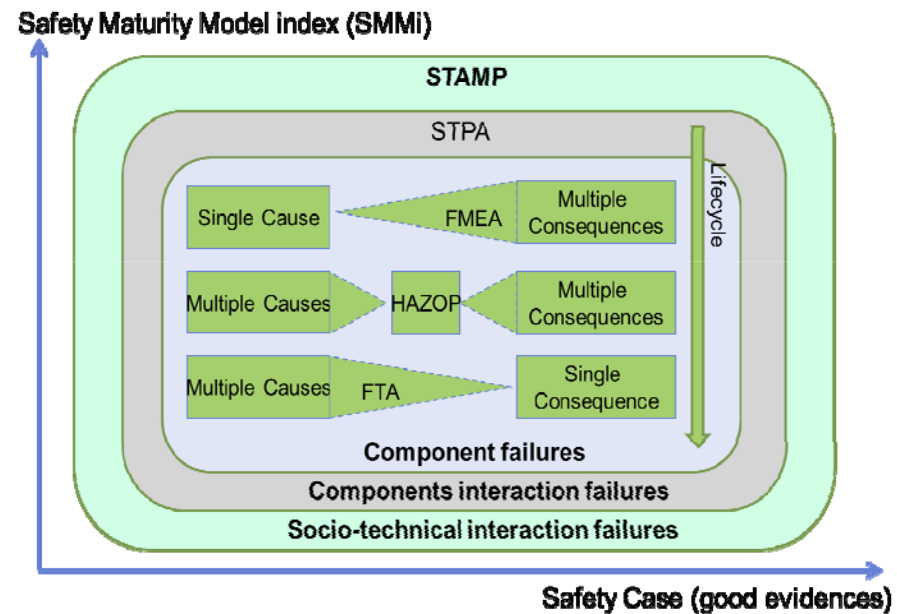 Safety Maturity Model index (SMMi)
STAMP
STPA
Lifecycle
Single Cause
FMEA
Multiple
Consequences
Multiple Causes
HAZOP
Multiple
Consequences
Multiple Causes
FTA
Single
Consequence
Component failures
Components interaction failures
Socio-technical interaction failures
Safety Case (good evidences)